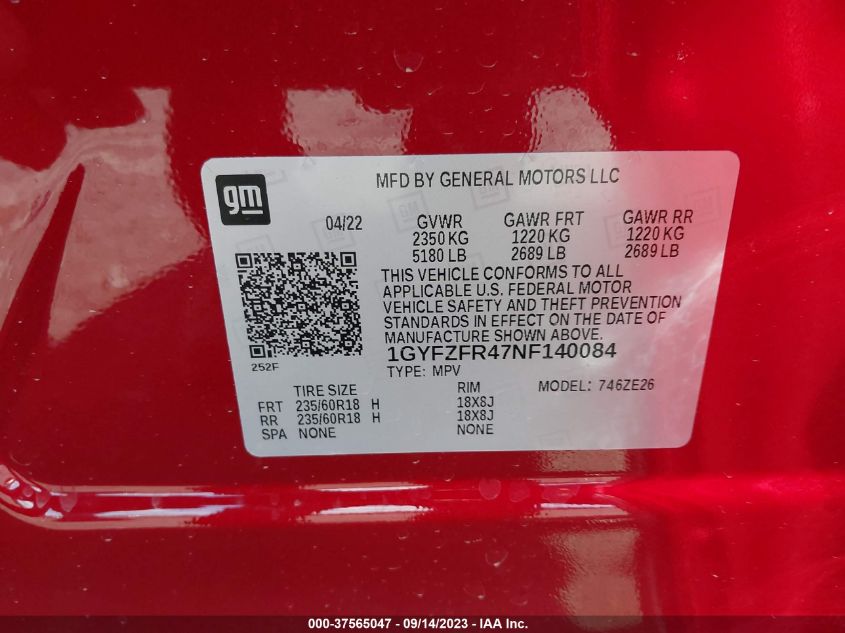 MFD BY GENERAL MOTORS LLC
gm
04/22 GVWR GAWR FRT GAWR RR
2350 KG 1220 KG 1220 KG
5180 LB 2689 LB 2689 LB
THIS VEHICLE CONFORMS TO ALL
APPLICABLE U.S. FEDERAL MOTOR
VEHICLE SAFETY AND THEFT PREVENTION
STANDARDS IN EFFECT ON THE DATE OF
MANUFACTURE SHOWN ABOVE.
1GYFZFR47NF140084
252F
TYPE: MPV
TIRE SIZE RIM MODEL: 746ZE26
FRT 235/60R18 H 18X8J
RR 235/60R18 H 18X8J
SPA NONE NONE
000-37565047 - 09/14/2023 - IAA Inc.